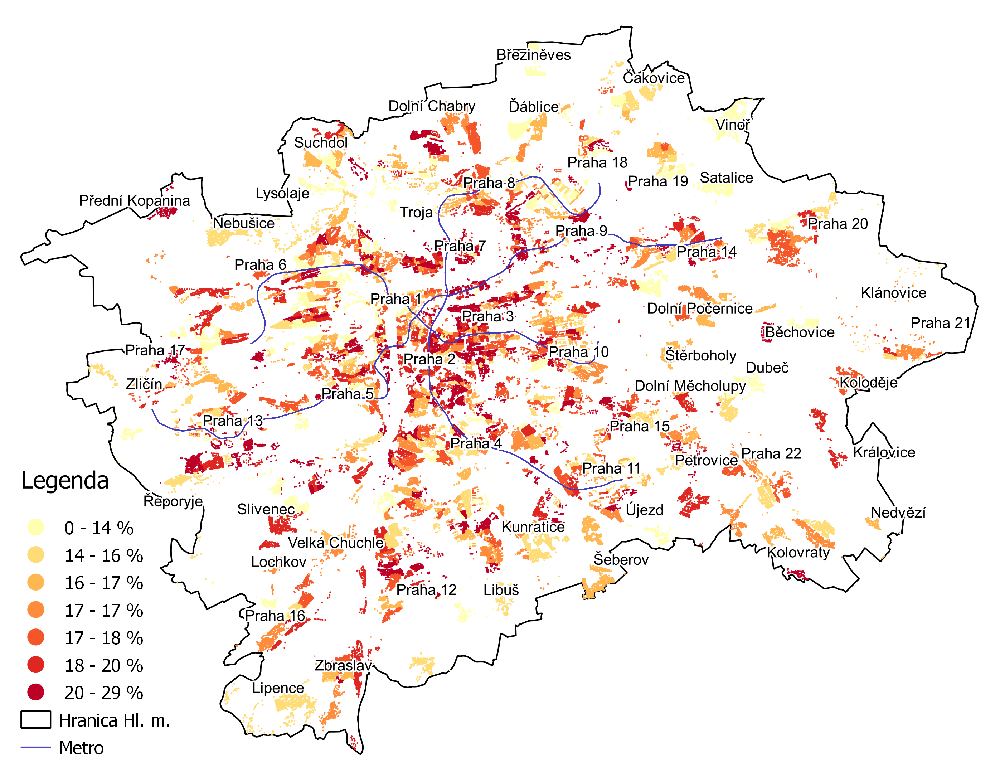 Březiněves
Čakovice
Dolní Chabry
Ďáblice
Vinoř
Suchdol
Praha 18
Satalice
Praha 19
Praha 8
Lysolaje
Přední Kopanina
Troja
Nebušice
Praha 20
Praha 9
Praha 7
Praha 14
Praha 6
Klánovice
Praha 1
Dolní Počernice
Praha 3
Praha 21
Běchovice
Praha 17
Praha 10
Štěrboholy
Praha 2
Dubeč
Zličín
Koloděje
Dolní Měcholupy
Praha 5
Praha 13
Praha 15
Praha 4
Královice
Praha 22
Petrovice
Praha 11
Řeporyje
Slivenec
Újezd
Nedvězí
Kunratice
Velká Chuchle
Kolovraty
Šeberov
Lochkov
Praha 12
Libuš
Praha 16
Zbraslav
Lipence
Legenda
0 - 14 %
14 - 16 %
16 - 17 %
17 - 17 %
17 - 18 %
18 - 20 %
20 - 29 %
Hranica Hl. m.
Metro